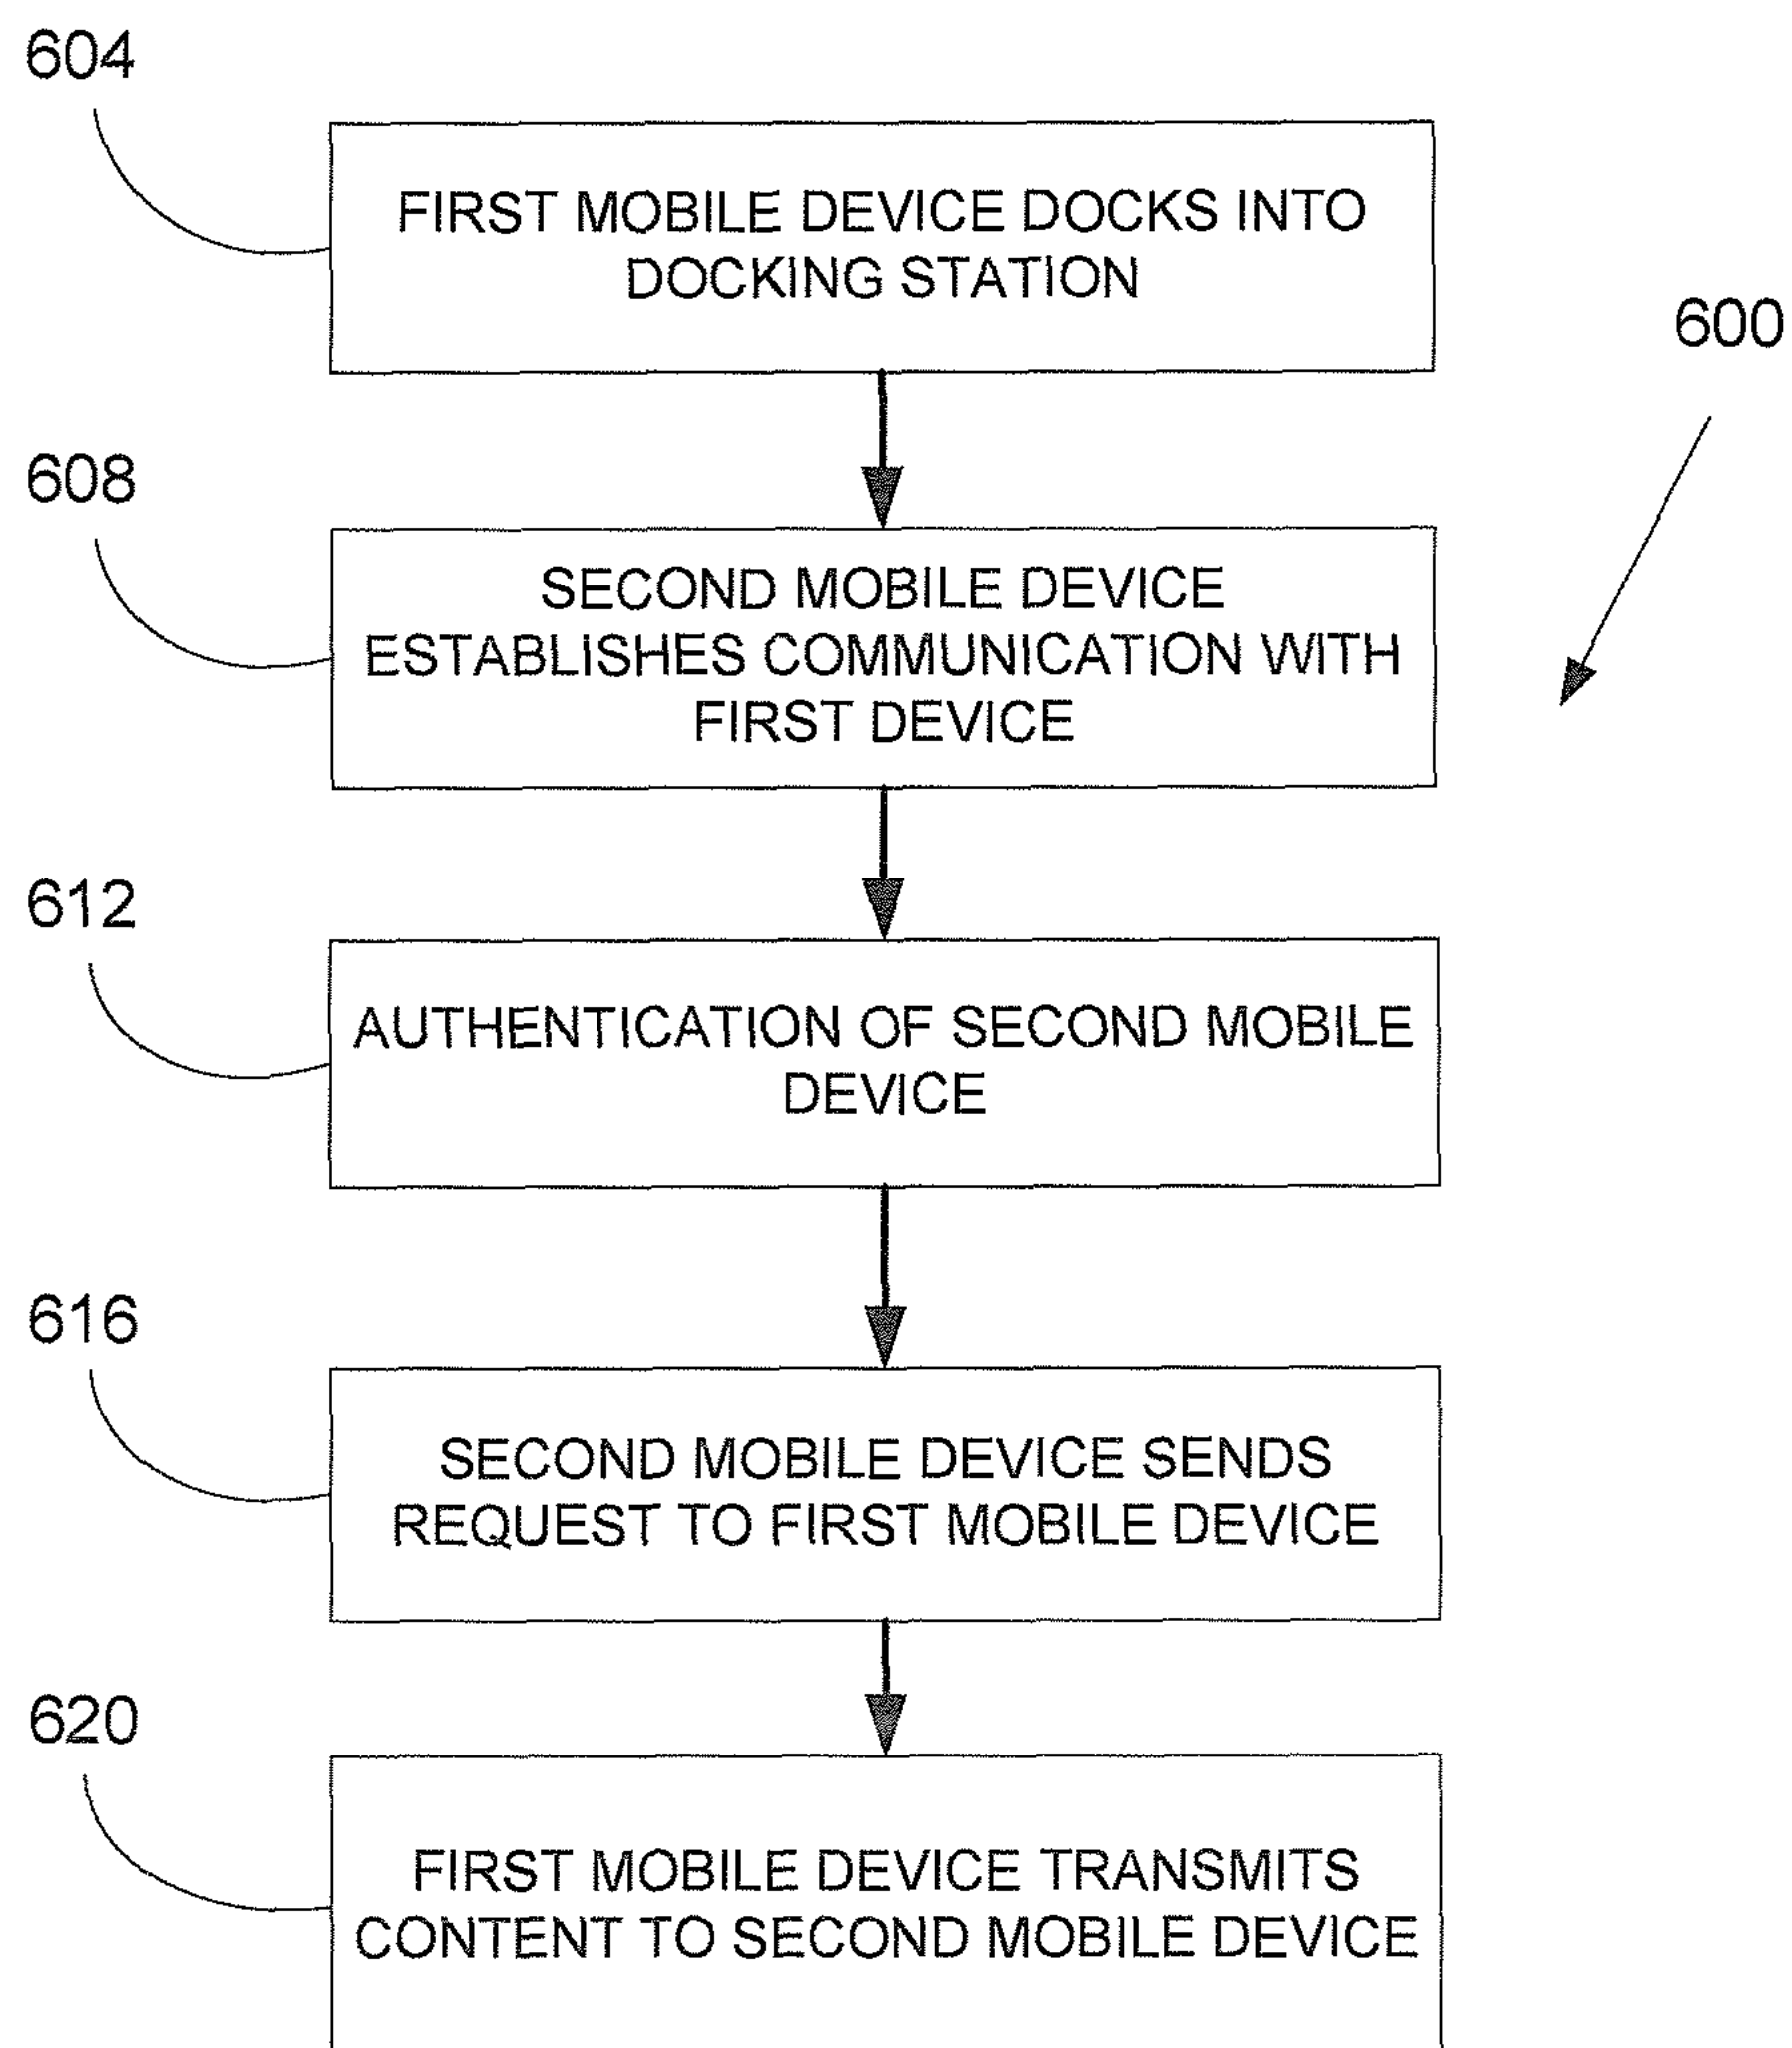 604
FIRST MOBILE DEVICE DOCKS INTO
DOCKING STATION
600
608
SECOND MOBILE DEVICE
ESTABLISHES COMMUNICATION WITH
FIRST DEVICE
612
AUTHENTICATION OF SECOND MOBILE
DEVICE
616
SECOND MOBILE DEVICE SENDS
REQUEST TO FIRST MOBILE DEVICE
620
FIRST MOBILE DEVICE TRANSMITS
CONTENT TO SECOND MOBILE DEVICE